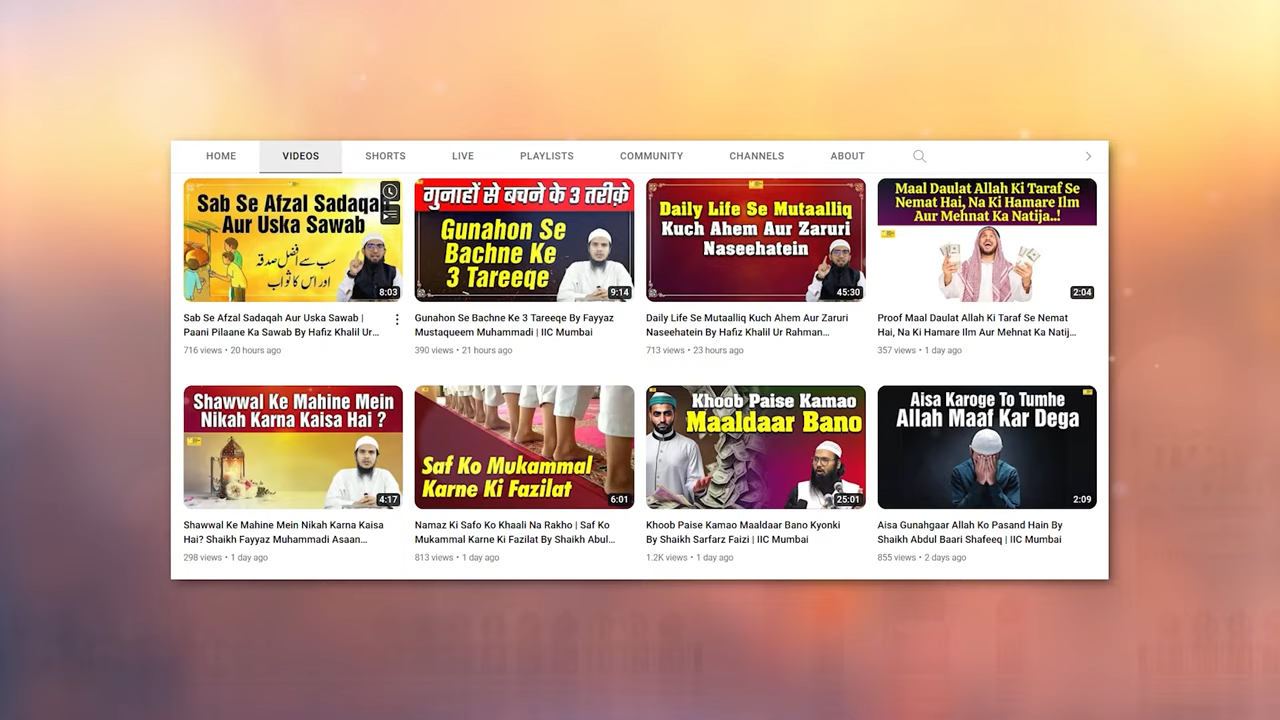 HOME VIDEOS SHORTS LIVE PLAYLISTS COMMUNITY CHANNELS ABOUT
Sab Se Afzal Sadaqa
Aur Uska Sawab
سب سے افضل صدقہ
اور اس کا ثواب
8:03
Sab Se Afzal Sadaqah Aur Uska Sawab |
Paani Pilaane Ka Sawab By Hafiz Khalil Ur...
716 views • 20 hours ago
गुनाहों से बचने के 3 तरीक़े
Gunahon Se
Bachne Ke
3 Tareeqe
9:14
Gunahon Se Bachne Ke 3 Tareeqe By Fayyaz
Mustaqueem Muhammadi | IIC Mumbai
390 views • 21 hours ago
Daily Life Se Mutaalliq
Kuch Ahem Aur Zaruri
Naseehatein
45:30
Daily Life Se Mutaalliq Kuch Ahem Aur Zaruri
Naseehatein By Hafiz Khalil Ur Rahman...
713 views • 23 hours ago
Maal Daulat Allah Ki Taraf Se
Nemat Hai, Na Ki Hamare Ilm
Aur Mehnat Ka Natija..!
2:04
Proof Maal Daulat Allah Ki Taraf Se Nemat
Hai, Na Ki Hamare Ilm Aur Mehnat Ka Natij...
357 views • 1 day ago
Shawwal Ke Mahine Mein
Nikah Karna Kaisa Hai ?
4:17
Shawwal Ke Mahine Mein Nikah Karna Kaisa
Hai? Shaikh Fayyaz Muhammadi Asaan...
298 views • 1 day ago
Saf Ko Mukammal
Karne Ki Fazilat
6:01
Namaz Ki Safo Ko Khaali Na Rakho | Saf Ko
Mukammal Karne Ki Fazilat By Shaikh Abul...
813 views • 1 day ago
Khoob Paise Kamao
Maaldaar Bano
25:01
Khoob Paise Kamao Maaldaar Bano Kyonki
By Shaikh Sarfarz Faizi | IIC Mumbai
1.2K views • 1 day ago
Aisa Karoge To Tumhe
Allah Maaf Kar Dega
2:09
Aisa Gunahgaar Allah Ko Pasand Hain By
Shaikh Abdul Baari Shafeeq | IIC Mumbai
855 views • 2 days ago